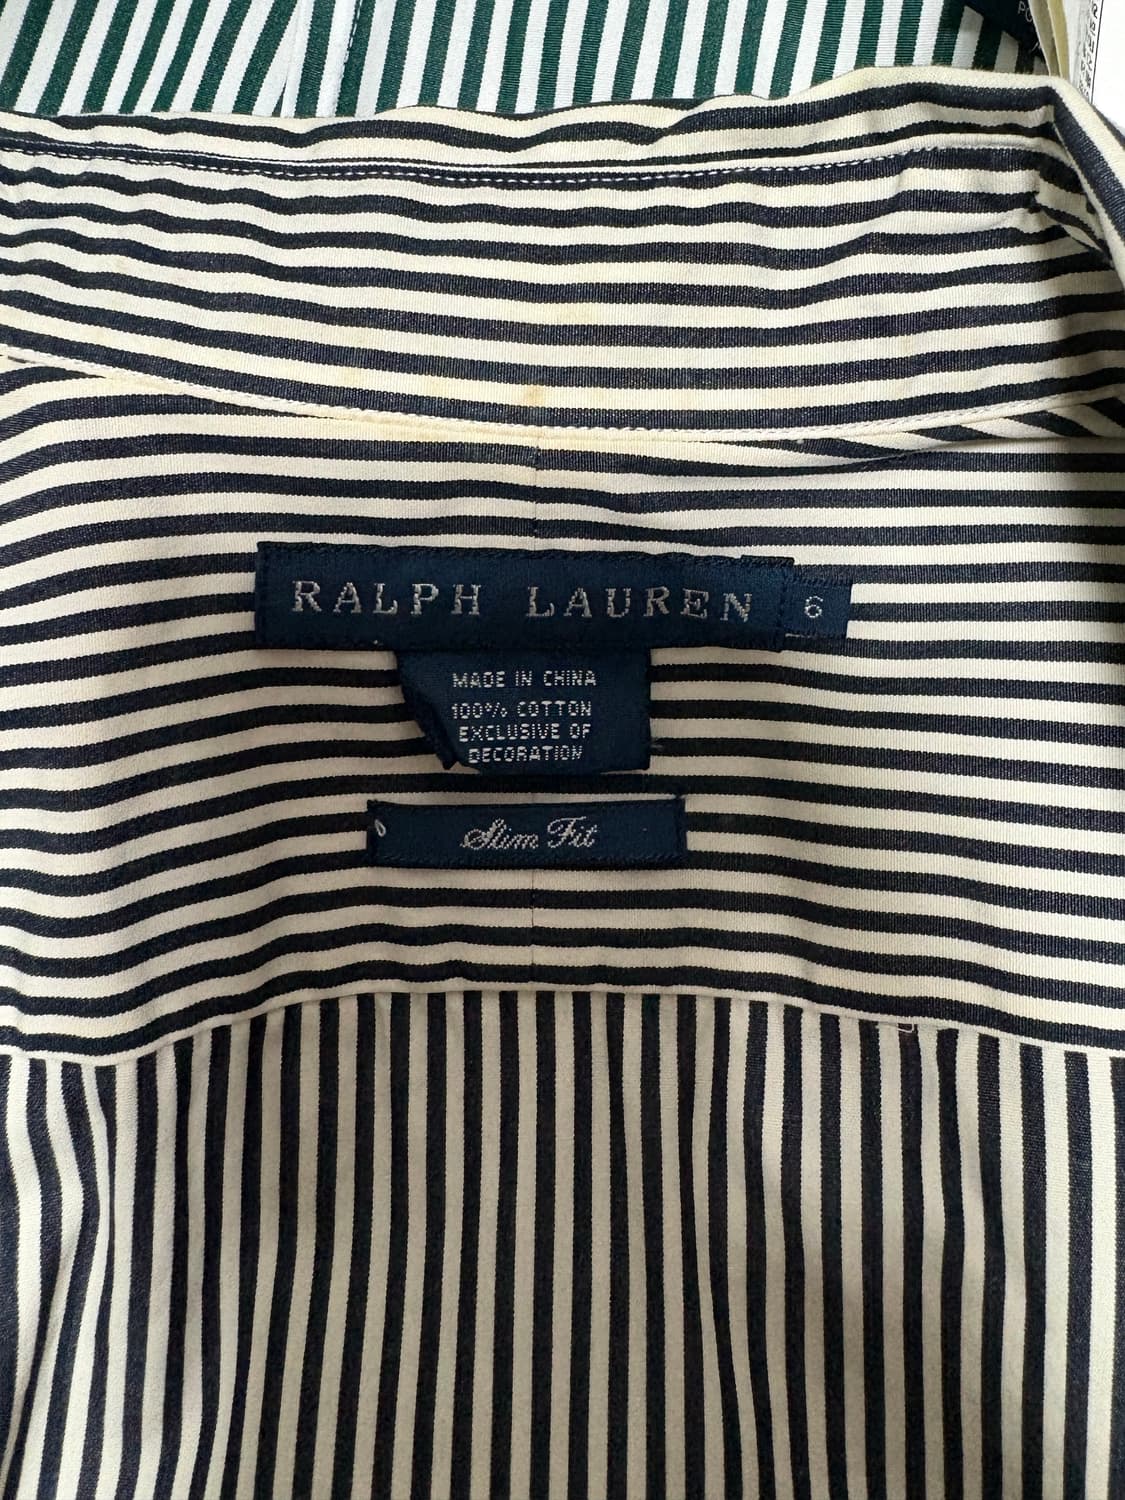 RALPH LAUREN
6
MADE IN CHINA
100% COTTON
EXCLUSIVE OF
DECORATION
Slim Fit